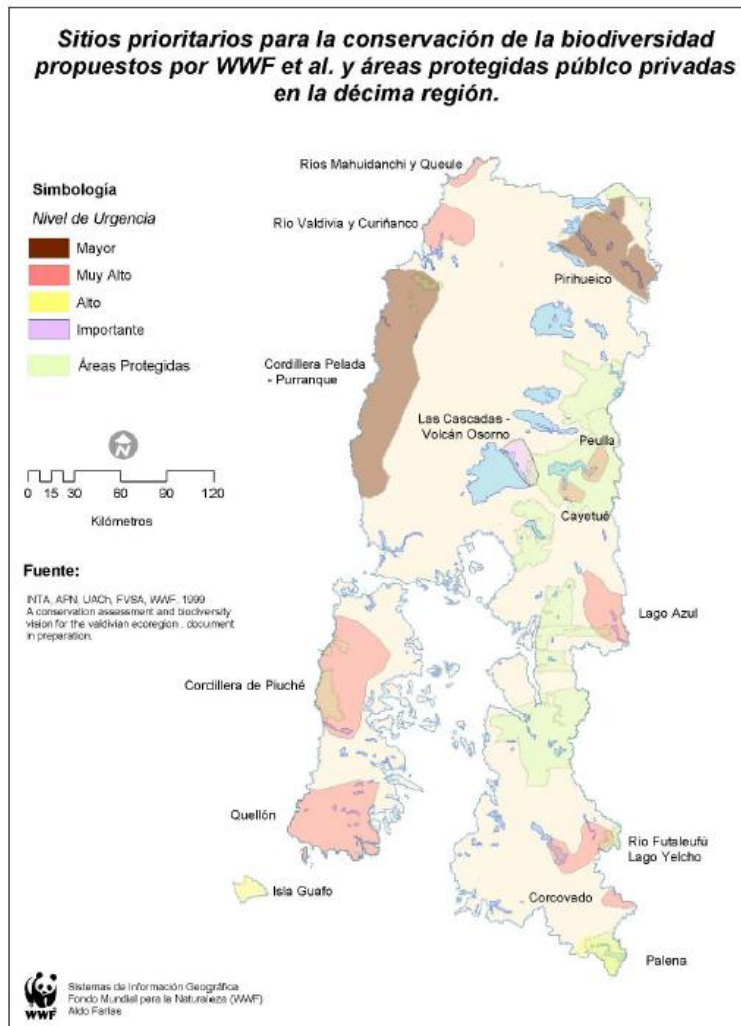 Sitios prioritarios para la conservación de la biodiversidad
propuestos por WWF et al. y áreas protegidas públco privadas
en la décima región.
Ríos Mahuidanchi y Queule
Simbología
Nivel de Urgencia
Río Valdivia y Curiñanco
Mayor
Muy Alto
Pirihueico
Alto
Importante
Áreas Protegidas
Cordillera Pelada
- Purranque
Las Cascadas -
Volcán Osorno
Peulla
N
0 15 30 60 90 120
Kilómetros
Cayetué
Fuente:
INTA, APN, UACh, FVSA, WWF. 1999
A conservation assessment and biodiversity
vision for the valdivian ecoregion . document
in preparation.
Lago Azul
Cordillera de Piuché
Quellón
Río Futaleufú
Lago Yelcho
Isla Guafo
Corcovado
Palena
WWF
Sistemas de Información Geográfica
Fondo Mundial para la Naturaleza (WWF)
Aldo Farías